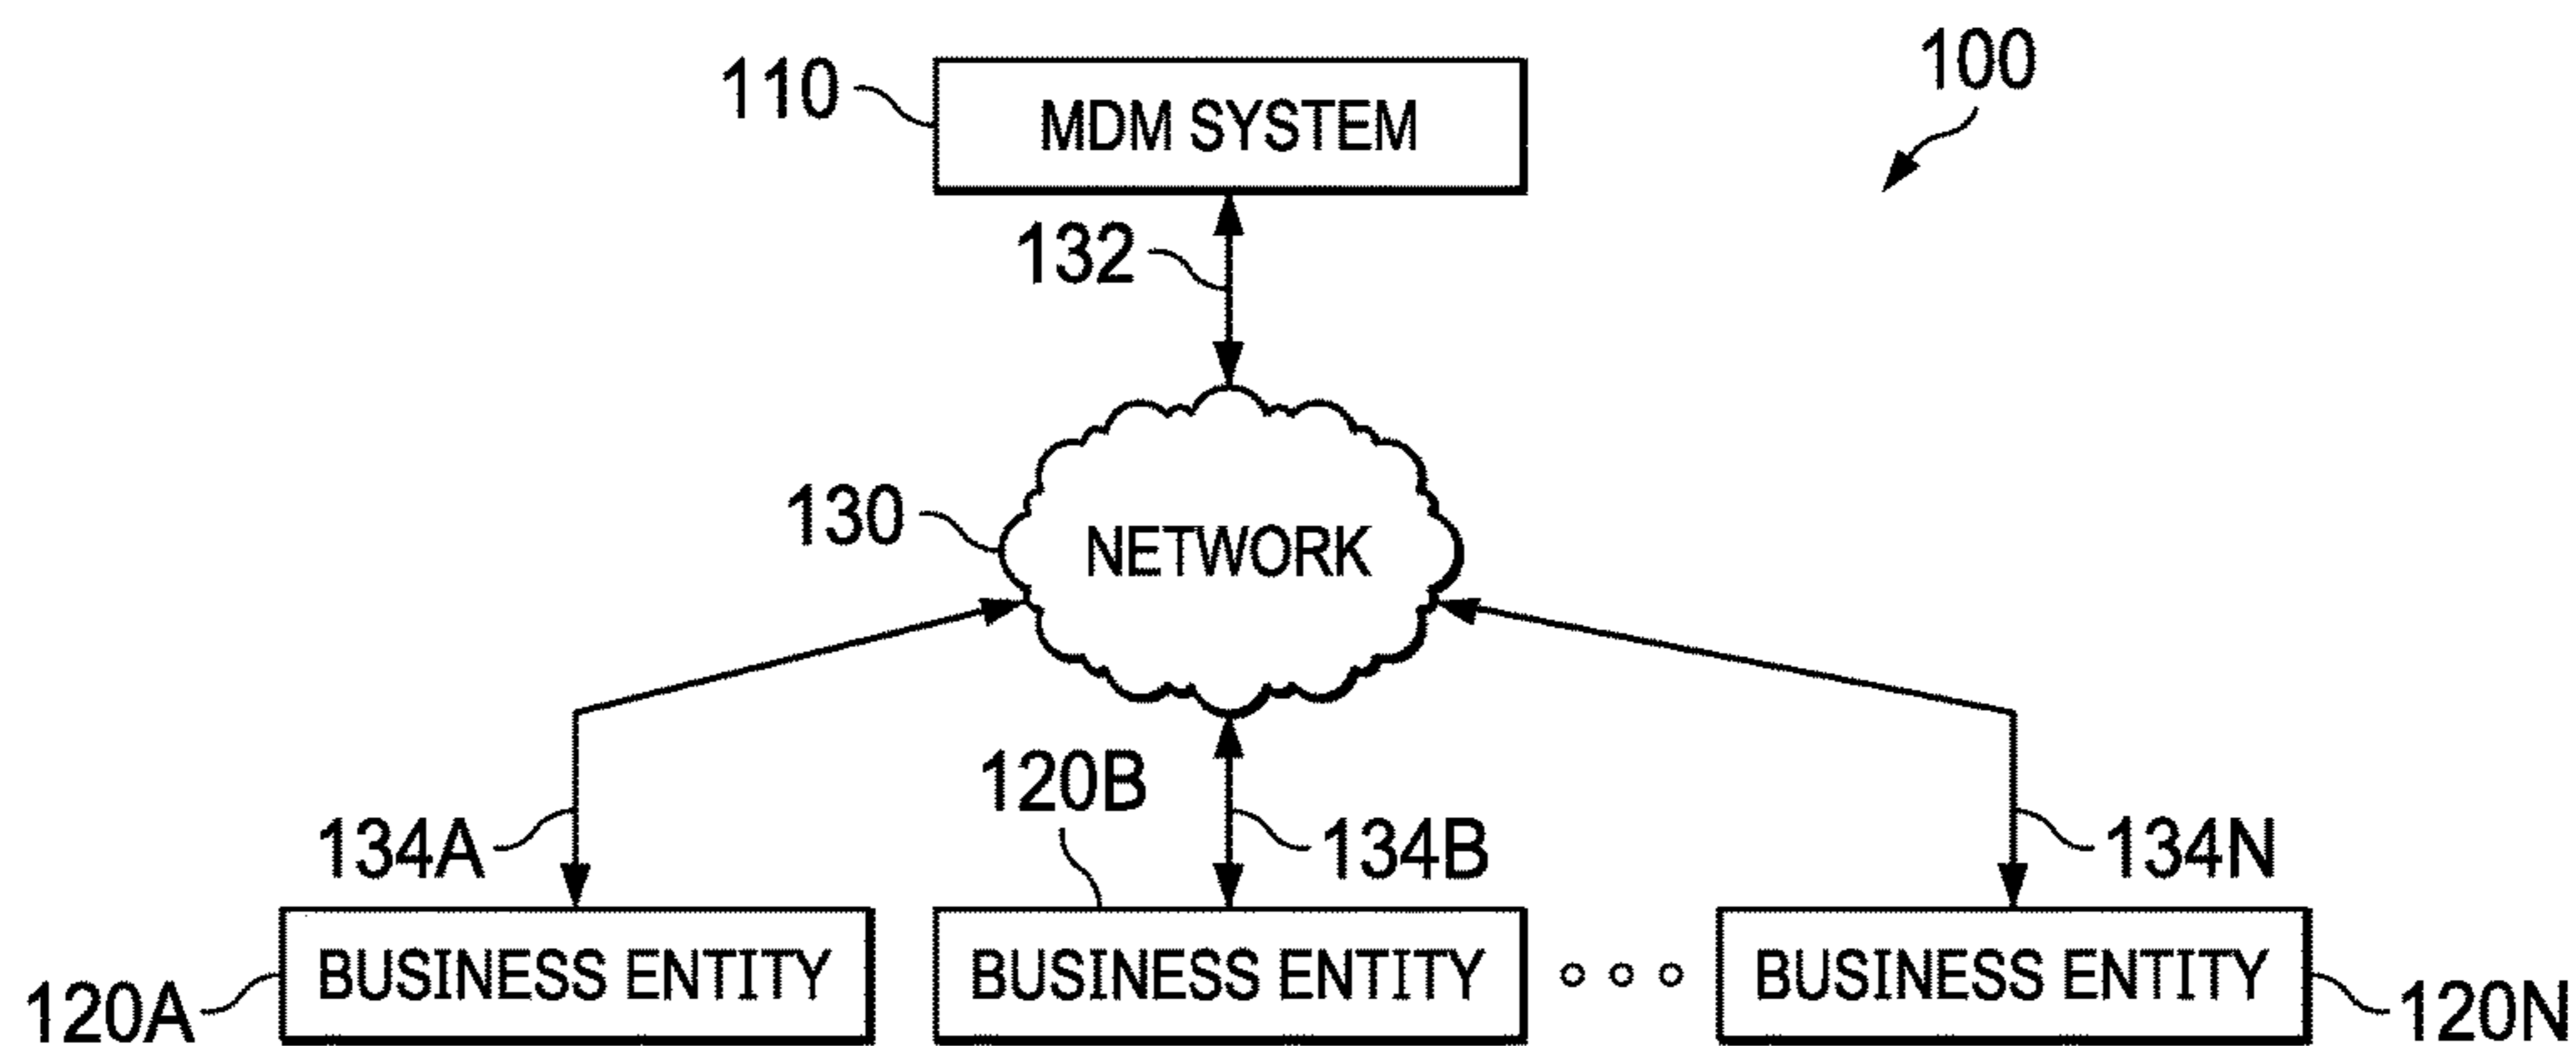 100
110
MDM SYSTEM
132
130
NETWORK
120B
134A
134B
134N
BUSINESS ENTITY
BUSINESS ENTITY
BUSINESS ENTITY
120A
120N